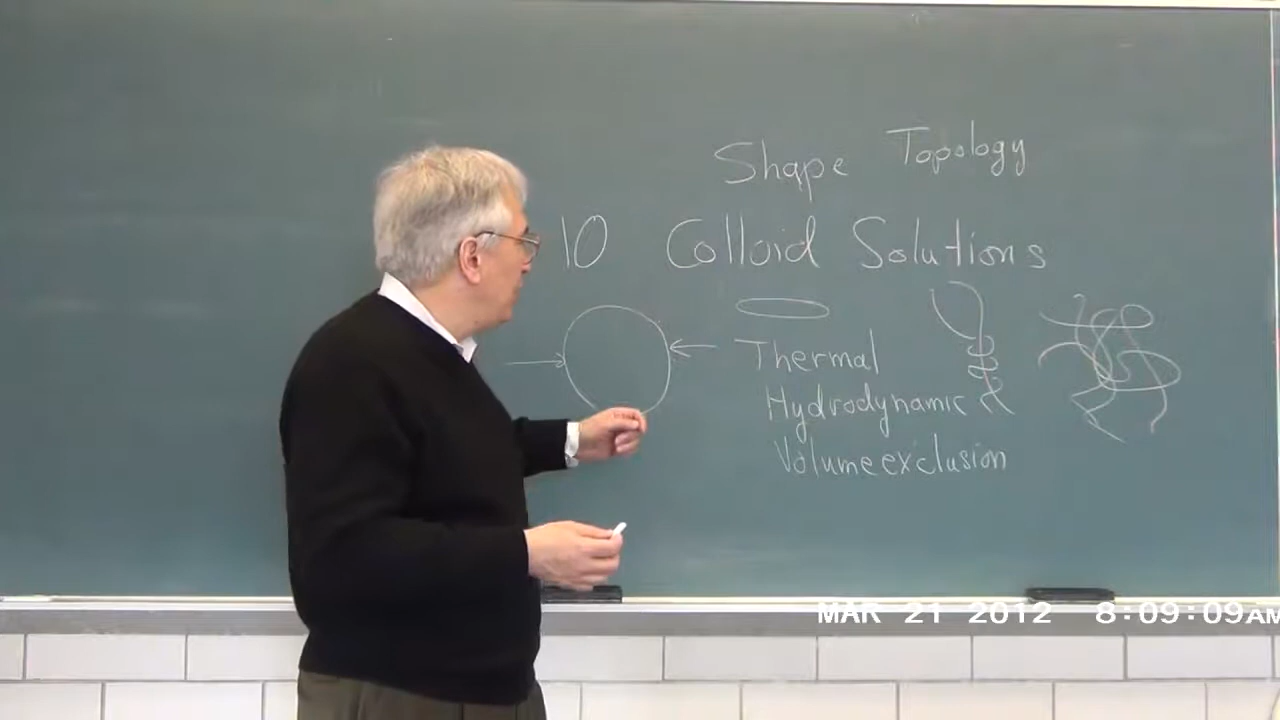 Shape Topology
10 Colloid Solutions
Thermal
Hydrodynamic
Volume exclusion
MAR 21 2012 8:09:09AM